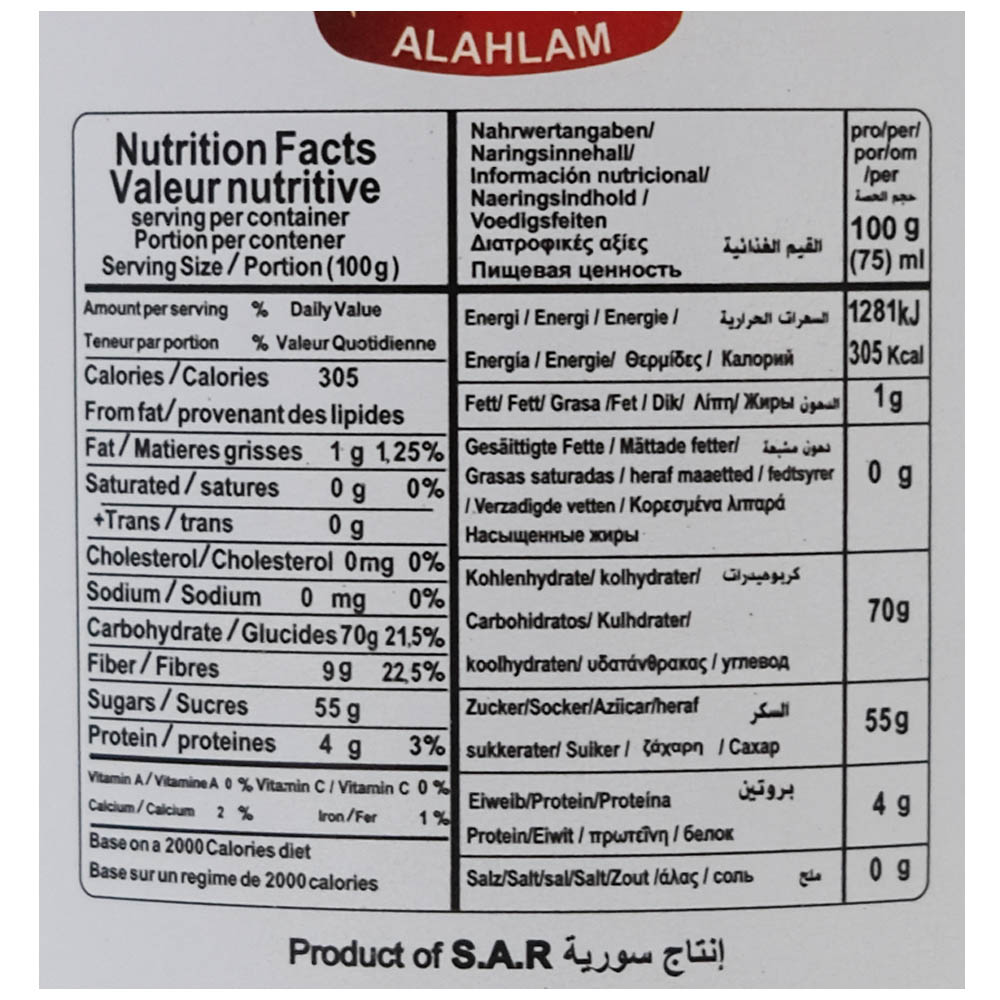 ALAHLAM
Nutrition Facts
Valeur nutritive
serving per container
Portion per contener
Serving Size / Portion (100g)
Amount per serving % Daily Value
Teneur par portion % Valeur Quotidienne
Calories / Calories 305
From fat / provenant des lipides
Fat / Matieres grisses 1 g 1,25%
Saturated / satures 0 g 0%
+Trans / trans 0 g
Cholesterol / Cholesterol 0mg 0%
Sodium / Sodium 0 mg 0%
Carbohydrate / Glucides 70g 21,5%
Fiber / Fibres 9g 22,5%
Sugars / Sucres 55 g
Protein / proteines 4 g 3%
Vitamin A / Vitamine A 0 % Vitamin C / Vitamin C 0 %
Calcium / Calcium 2 % Iron / Fer 1 %
Base on a 2000 Calories diet
Base sur un regime de 2000 calories
Nahrwertangaben/
Naringsinnehall/
Información nutricional/
NaeringsIndhold /
Voedigsfeiten
Διατροφικές αξίες القيم الغذائية
Пищевая ценность
pro/per/
por/om
/per
حجم الحصة
100 g
(75) ml
Energi / Energi / Energie / السعرات الحرارية 1281kJ
Energía / Energie/ Θερμίδες / Калорий 305 Kcal
Fett/ Fett/ Grasa /Fet / Dik/ Λίπη/ Жиры الدهون 1g
Gesäittigte Fette / Mättade fetter/ دهون مشبعة
Grasas saturadas / heraf maaetted / fedtsyrer 0 g
/ Verzadigde vetten / Κορεσμένα λιπαρά
Насыщенные жиры
Kohlenhydrate/ kolhydrater/ كربوهيدرات
Carbohidratos/ Kulhdrater/ 70g
koolhydraten/ υδατάνθρακας / углевод
Zucker/Socker/Aziicar/heraf السكر 55g
sukkerater/ Suiker / ζάχαρη / Сахар
Eiweib/Protein/Proteína بروتين 4 g
Protein/Eiwit / πρωτεΐνη / белок
Salz/Salt/sal/Salt/Zout /άλας / соль ملح 0 g
Product of S.A.R إنتاج سورية